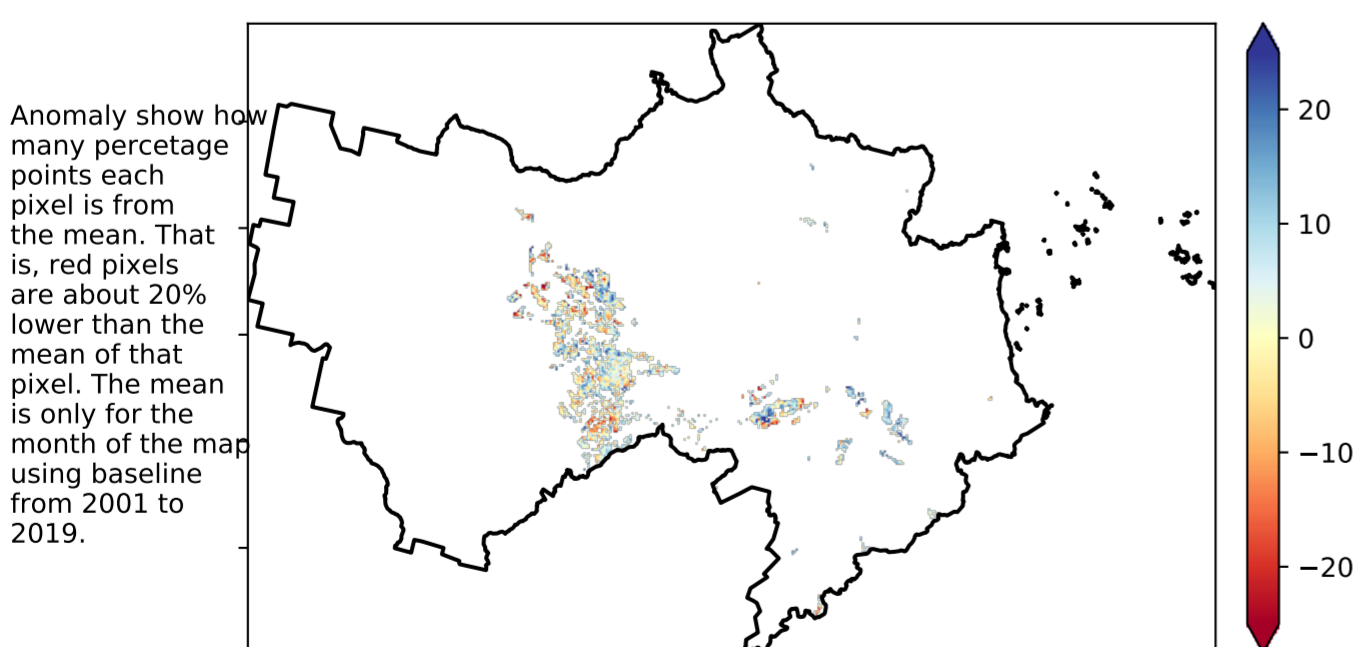 Anomaly show how
many percetage
points each
pixel is from
the mean. That
is, red pixels
are about 20%
lower than the
mean of that
pixel. The mean
is only for the
month of the map
using baseline
from 2001 to
2019.
20
10
0
−10
−20